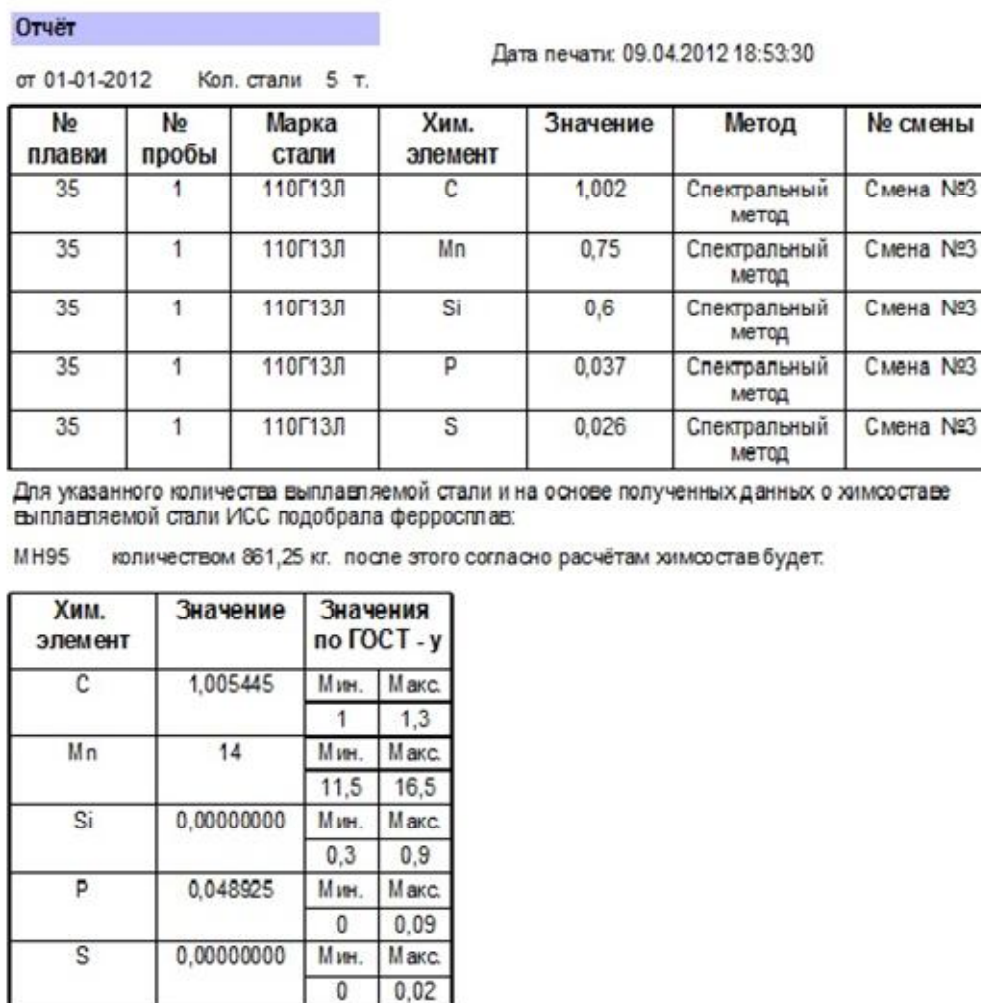 Отчёт
Дата печати: 09.04.2012 18:53:30
от 01-01-2012 Кол. стали 5 т.
№ плавки № пробы Марка стали Хим. элемент Значение Метод № смены
35 1 110Г13Л C 1,002 Спектральный метод Смена №3
35 1 110Г13Л Mn 0,75 Спектральный метод Смена №3
35 1 110Г13Л Si 0,6 Спектральный метод Смена №3
35 1 110Г13Л P 0,037 Спектральный метод Смена №3
35 1 110Г13Л S 0,026 Спектральный метод Смена №3
Для указанного количества выплавляемой стали и на основе полученных данных о химсоставе
выплавляемой стали ИСС подобрала ферросплав:
МН95 количеством 861,25 кг. после этого согласно расчётам химсостав будет:
Хим. элемент Значение Значения по ГОСТ - у
C 1,005445 Мин. Макс.
1 1,3
Mn 14 Мин. Макс.
11,5 16,5
Si 0,00000000 Мин. Макс.
0,3 0,9
P 0,048925 Мин. Макс.
0 0,09
S 0,00000000 Мин. Макс.
0 0,02